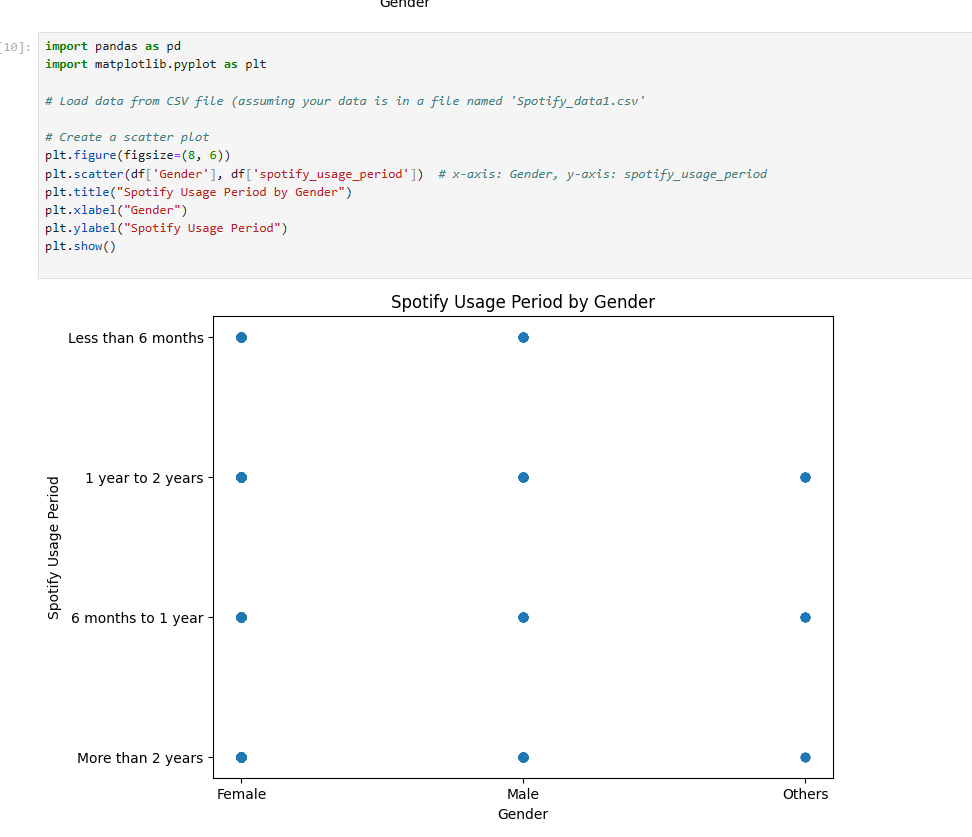 Gender
[10]:
import pandas as pd
import matplotlib.pyplot as plt
# Load data from CSV file (assuming your data is in a file named 'Spotify_data1.csv'
# Create a scatter plot
plt.figure(figsize=(8, 6))
plt.scatter(df['Gender'], df['spotify_usage_period'])  # x-axis: Gender, y-axis: spotify_usage_period
plt.title("Spotify Usage Period by Gender")
plt.xlabel("Gender")
plt.ylabel("Spotify Usage Period")
plt.show()
Spotify Usage Period by Gender
Spotify Usage Period
Less than 6 months
1 year to 2 years
6 months to 1 year
More than 2 years
Female Male Others
Gender